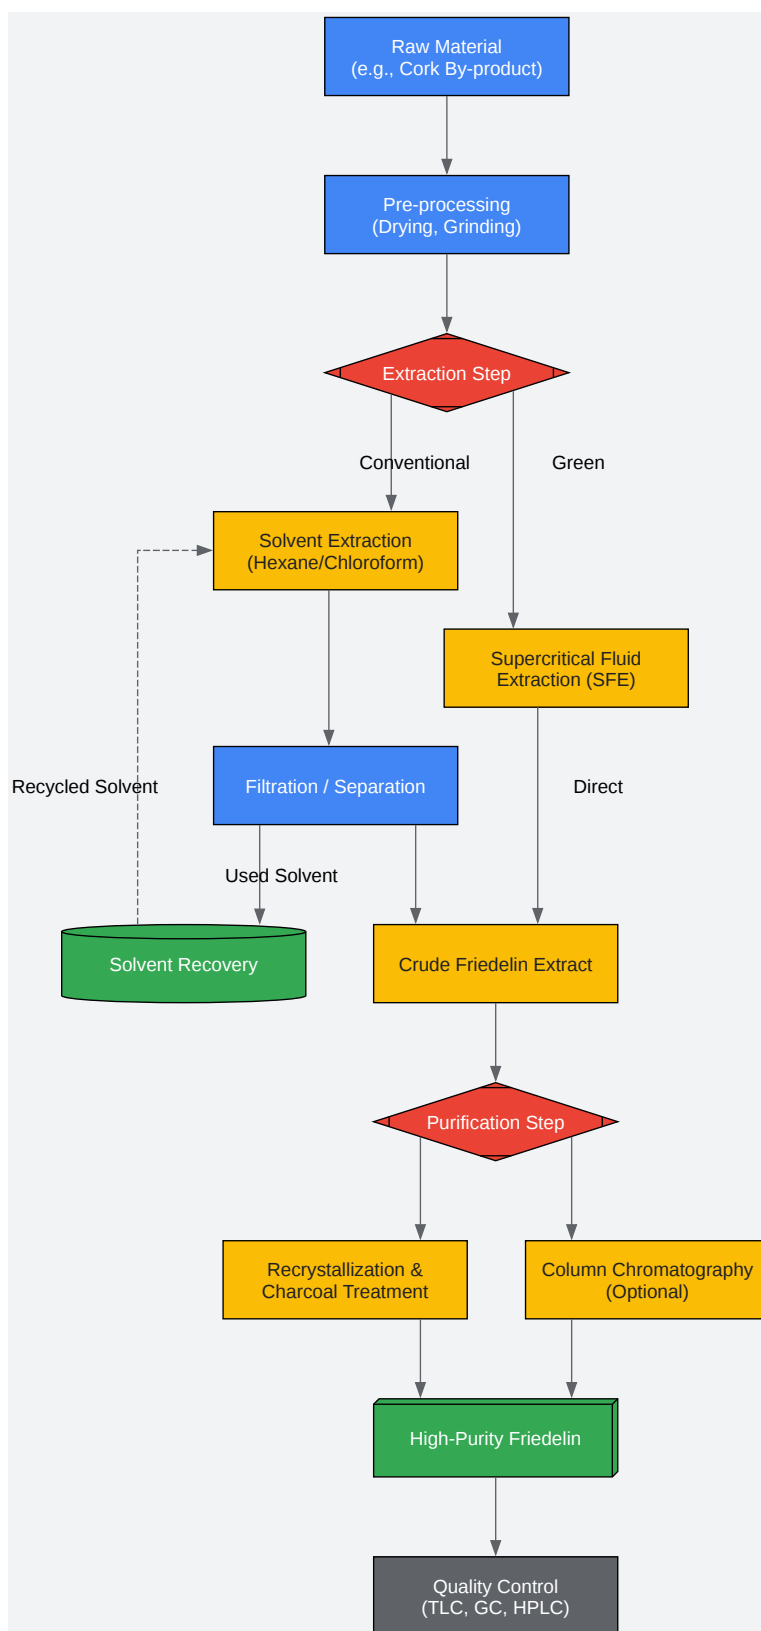 Raw Material
(e.g., Cork By-product)
Pre-processing
(Drying, Grinding)
Extraction Step
Conventional
Green
Solvent Extraction
(Hexane/Chloroform)
Supercritical Fluid
Extraction (SFE)
Recycled Solvent
Filtration / Separation
Direct
Used Solvent
Solvent Recovery
Crude Friedelin Extract
Purification Step
Recrystallization &
Charcoal Treatment
Column Chromatography
(Optional)
High-Purity Friedelin
Quality Control
(TLC, GC, HPLC)